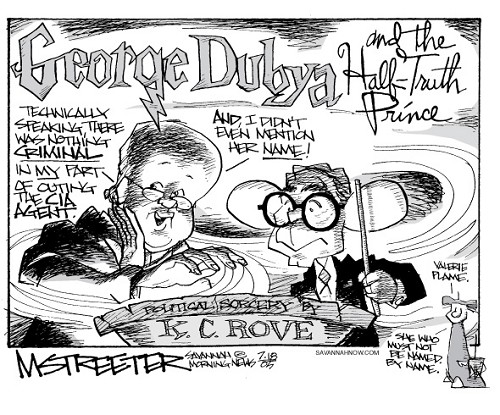 George Dubya
and the
Half-Truth
Prince
TECHNICALLY
SPEAKING, THERE
WAS NOTHING
CRIMINAL
IN MY PART
OF OUTING
THE CIA
AGENT.
AND, I DIDN'T
EVEN MENTION
HER NAME!
POLITICAL SORCERY BY
K. C. ROVE
VALERIE
PLAME.
SHE WHO
MUST NOT
BE NAMED.
BY NAME.
M STREETER
SAVANNAH
MORNING NEWS
7-18
05
SAVANNAHNOW.COM